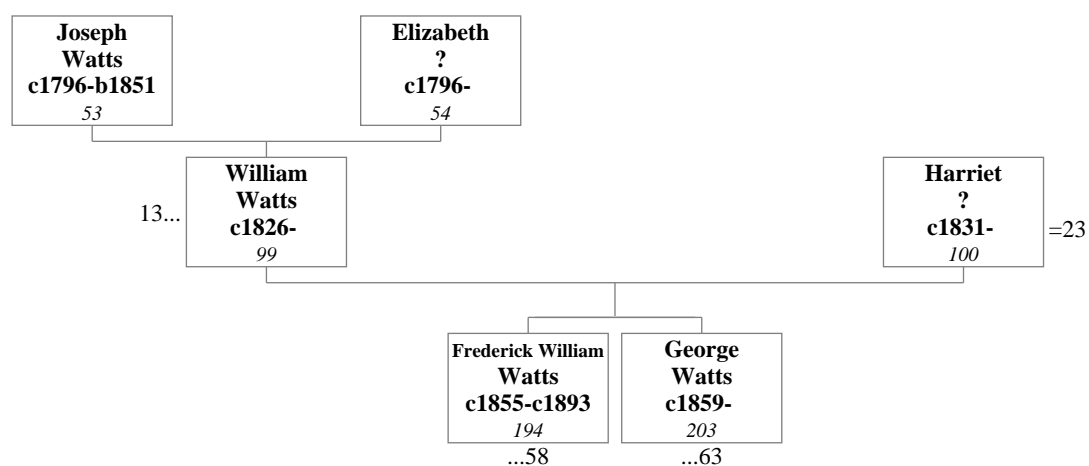 Joseph
Watts
c1796-b1851
53
Elizabeth
?
c1796-
54
13...
William
Watts
c1826-
99
Harriet
?
c1831-
100
=23
Frederick William
Watts
c1855-c1893
194
...58
George
Watts
c1859-
203
...63